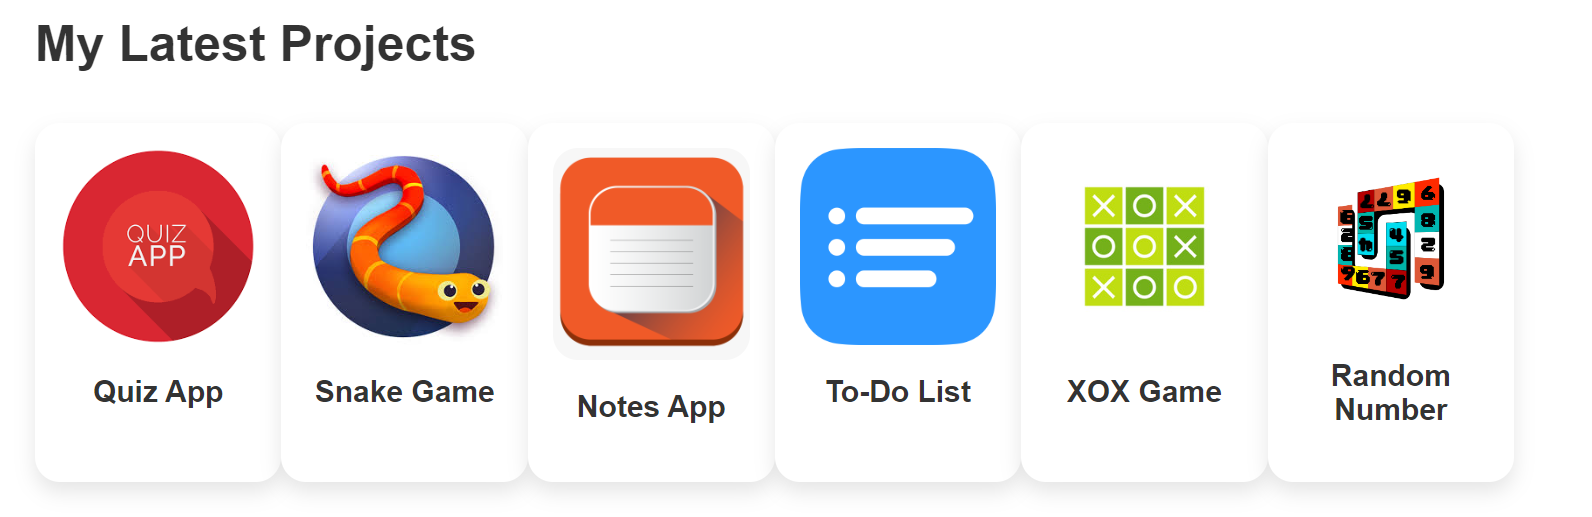 My Latest Projects
QUIZ
APP
Quiz App
Snake Game
Notes App
To-Do List
XOX Game
Random
Number